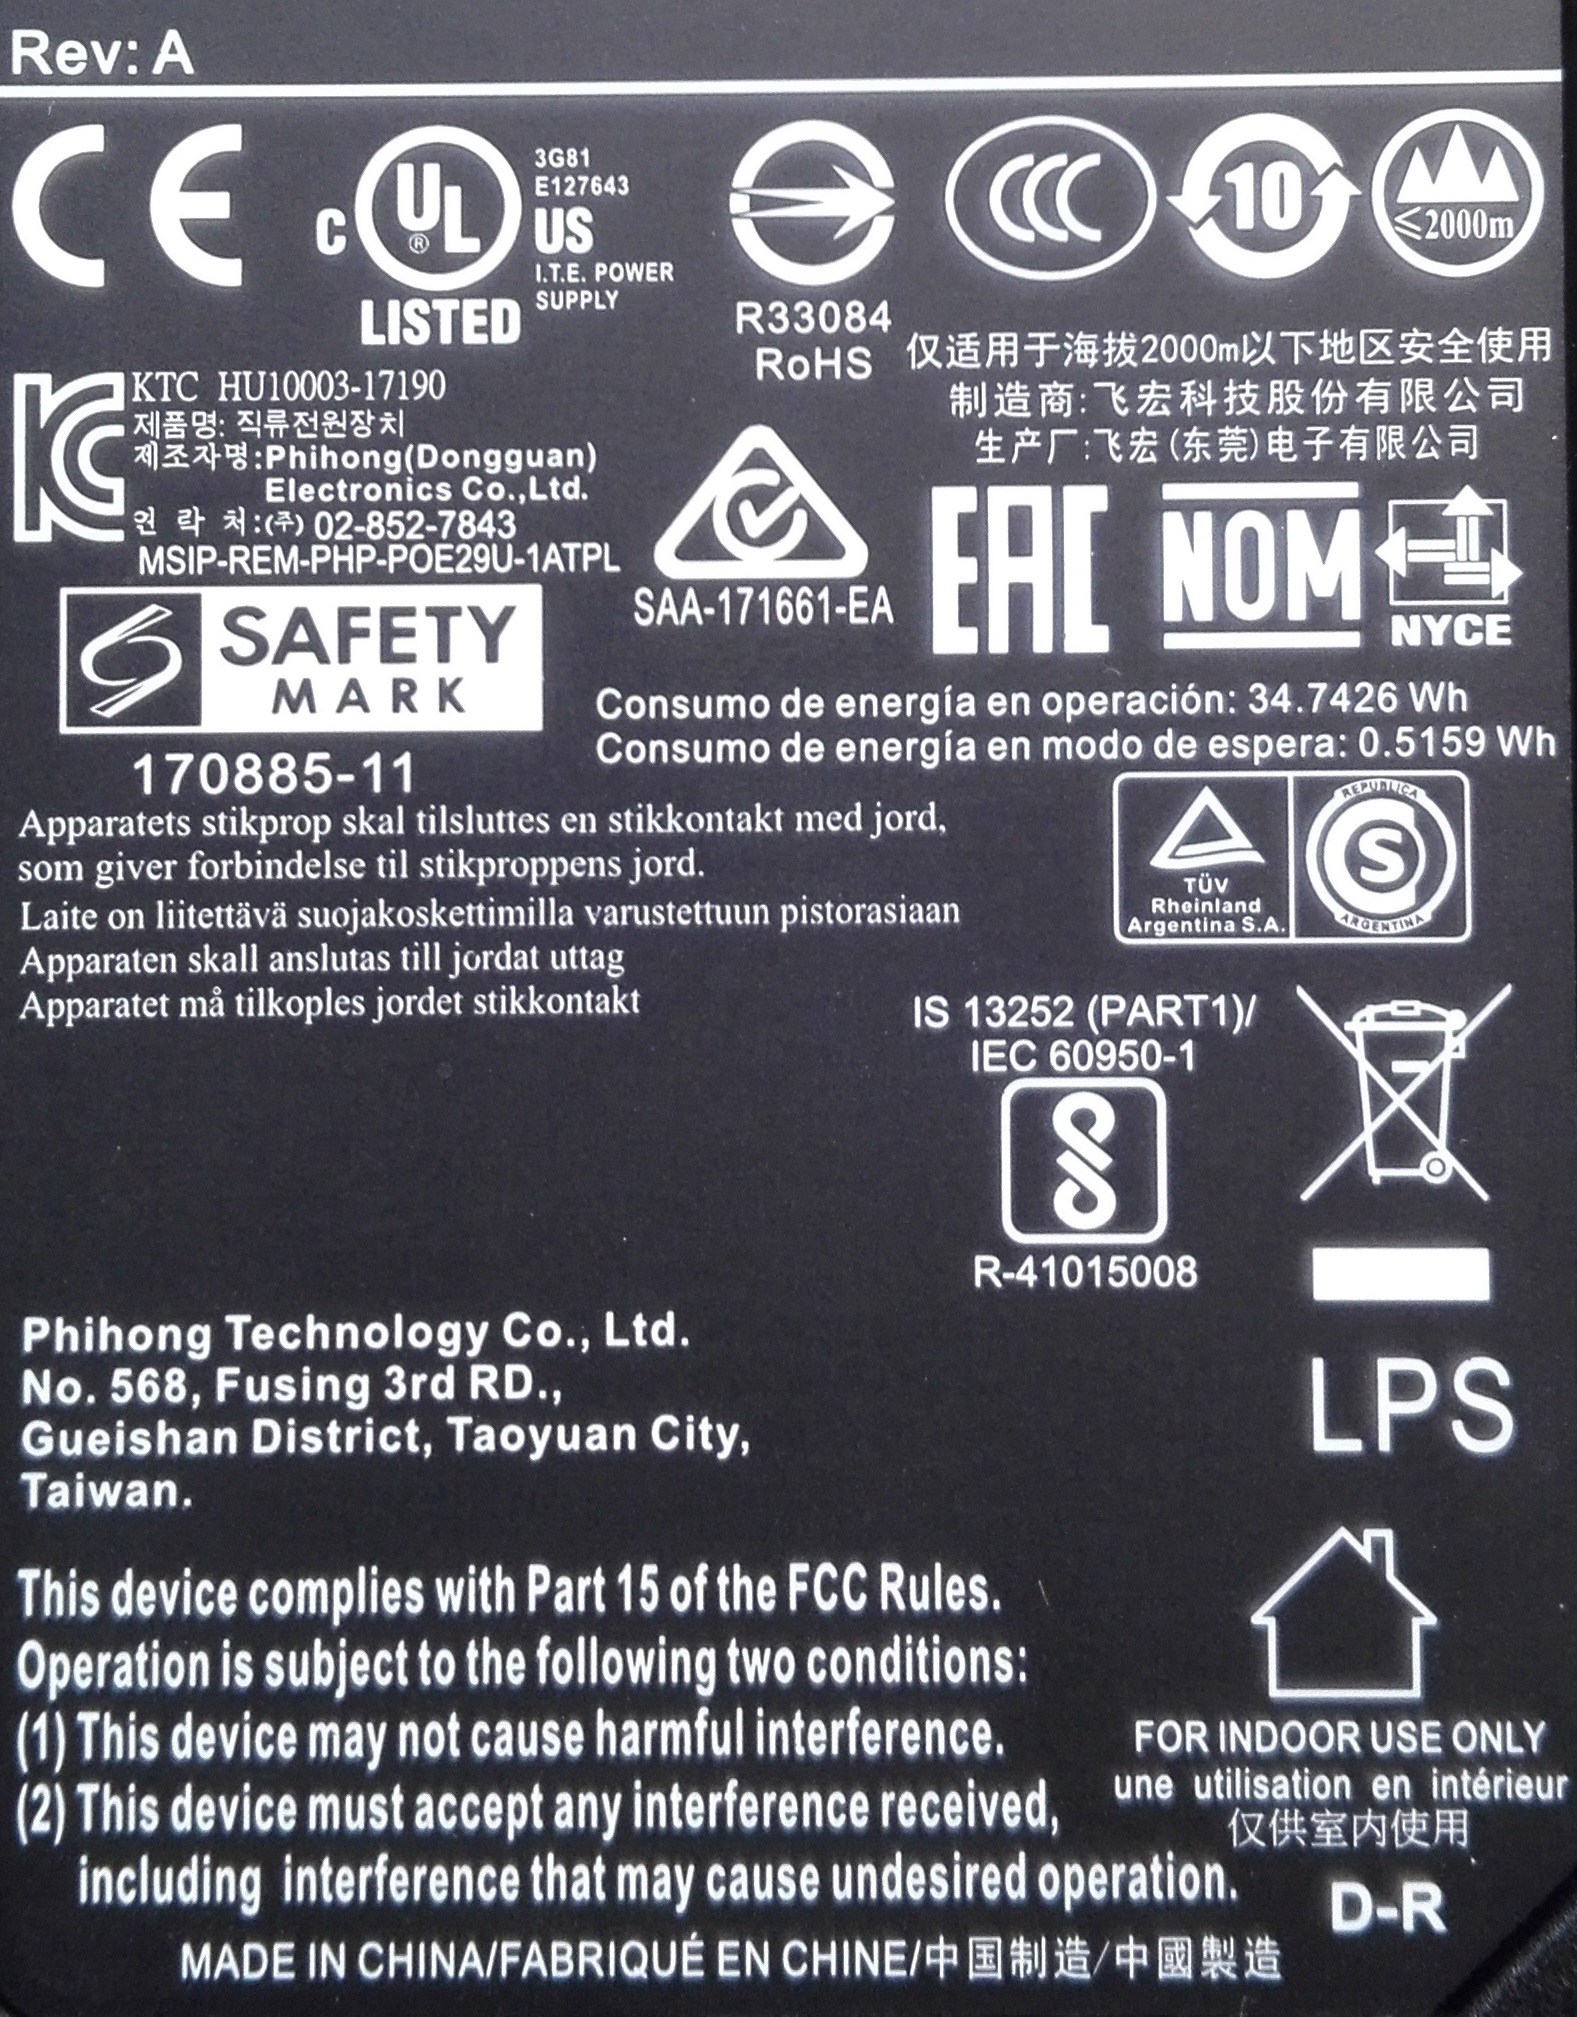 Rev: A
CE
C UL ® US
3G81
E127643
I.T.E. POWER
SUPPLY
LISTED
R33084
RoHS
CCC
10
≤2000m
仅适用于海拔2000m以下地区安全使用
制造商:飞宏科技股份有限公司
生产厂:飞宏(东莞)电子有限公司
KC
KTC HU10003-17190
제품명: 직류전원장치
제조자명:Phihong(Dongguan)
Electronics Co.,Ltd.
연 락 처:(주) 02-852-7843
MSIP-REM-PHP-POE29U-1ATPL
SAA-171661-EA
EAC
NOM
NYCE
SAFETY
MARK
170885-11
Consumo de energía en operación: 34.7426 Wh
Consumo de energía en modo de espera: 0.5159 Wh
Apparatets stikprop skal tilsluttes en stikkontakt med jord,
som giver forbindelse til stikproppens jord.
Laite on liitettävä suojakoskettimilla varustettuun pistorasiaan
Apparaten skall anslutas till jordat uttag
Apparatet må tilkoples jordet stikkontakt
TÜV
Rheinland
Argentina S.A.
REPUBLICA
S
ARGENTINA
IS 13252 (PART1)/
IEC 60950-1
R-41015008
LPS
Phihong Technology Co., Ltd.
No. 568, Fusing 3rd RD.,
Gueishan District, Taoyuan City,
Taiwan.
This device complies with Part 15 of the FCC Rules.
Operation is subject to the following two conditions:
(1) This device may not cause harmful interference.
(2) This device must accept any interference received,
including interference that may cause undesired operation.
FOR INDOOR USE ONLY
une utilisation en intérieur
仅供室内使用
D-R
MADE IN CHINA/FABRIQUÉ EN CHINE/中国制造/中國製造